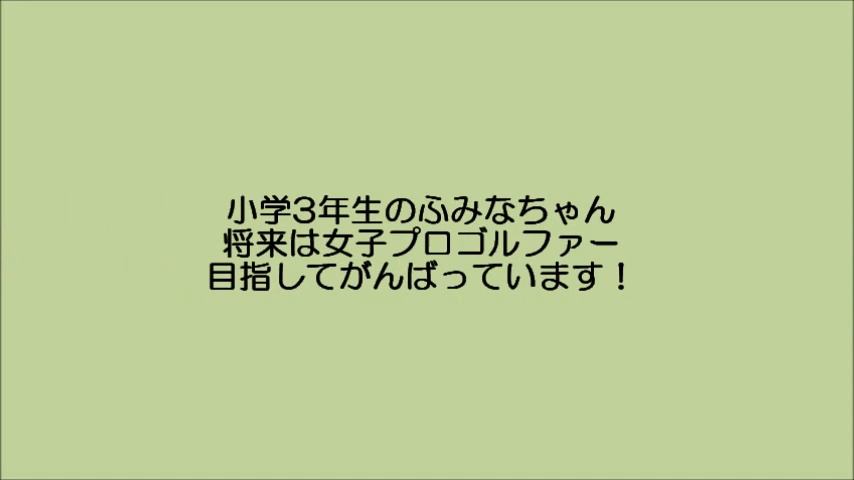 小学3年生のふみなちゃん
将来は女子プロゴルファー
目指してがんばっています！